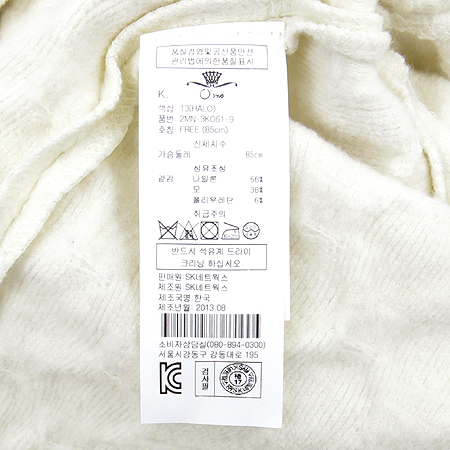 품질경영및공산품안전
관리법에의한품질표시
K.
색상: 13(HALO)
품번: 2MN-3KO61-9
호칭: FREE (85cm)
신체치수
가슴둘레 85cm
섬유조성
겉감 나일론 56%
모 38%
폴리우레탄 6%
취급주의
반드시 석유계 드라이
크리닝 하십시오
판매원:SK네트웍스
제조원:SK네트웍스
제조국명:한국
제조년월: 2013.08
소비자상담실(080-894-0300)
서울시강동구 강동대로 195
검사필